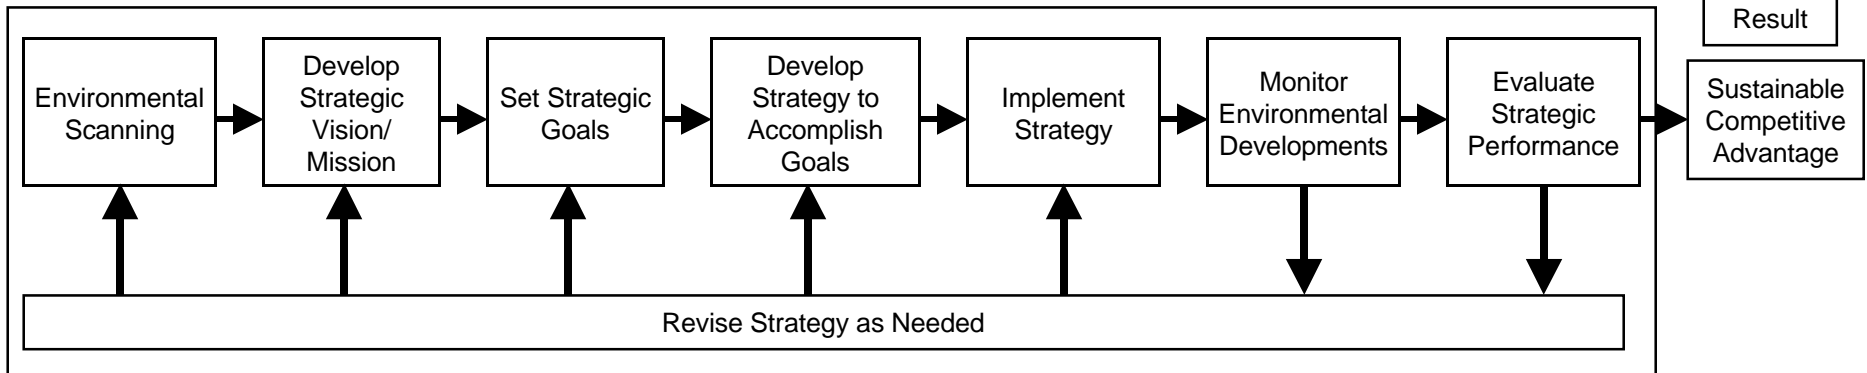 Environmental
Scanning
Develop
Strategic
Vision/
Mission
Set Strategic
Goals
Develop
Strategy to
Accomplish
Goals
Implement
Strategy
Monitor
Environmental
Developments
Evaluate
Strategic
Performance
Result
Sustainable
Competitive
Advantage
Revise Strategy as Needed